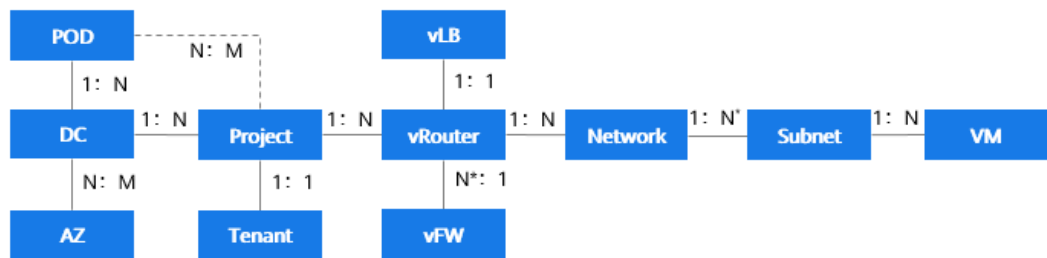 POD
vLB
N: M
1: N
1: 1
DC
1: N
Project
1: N
vRouter
1: N
Network
1: N*
Subnet
1: N
VM
N: M
1: 1
N*: 1
AZ
Tenant
vFW